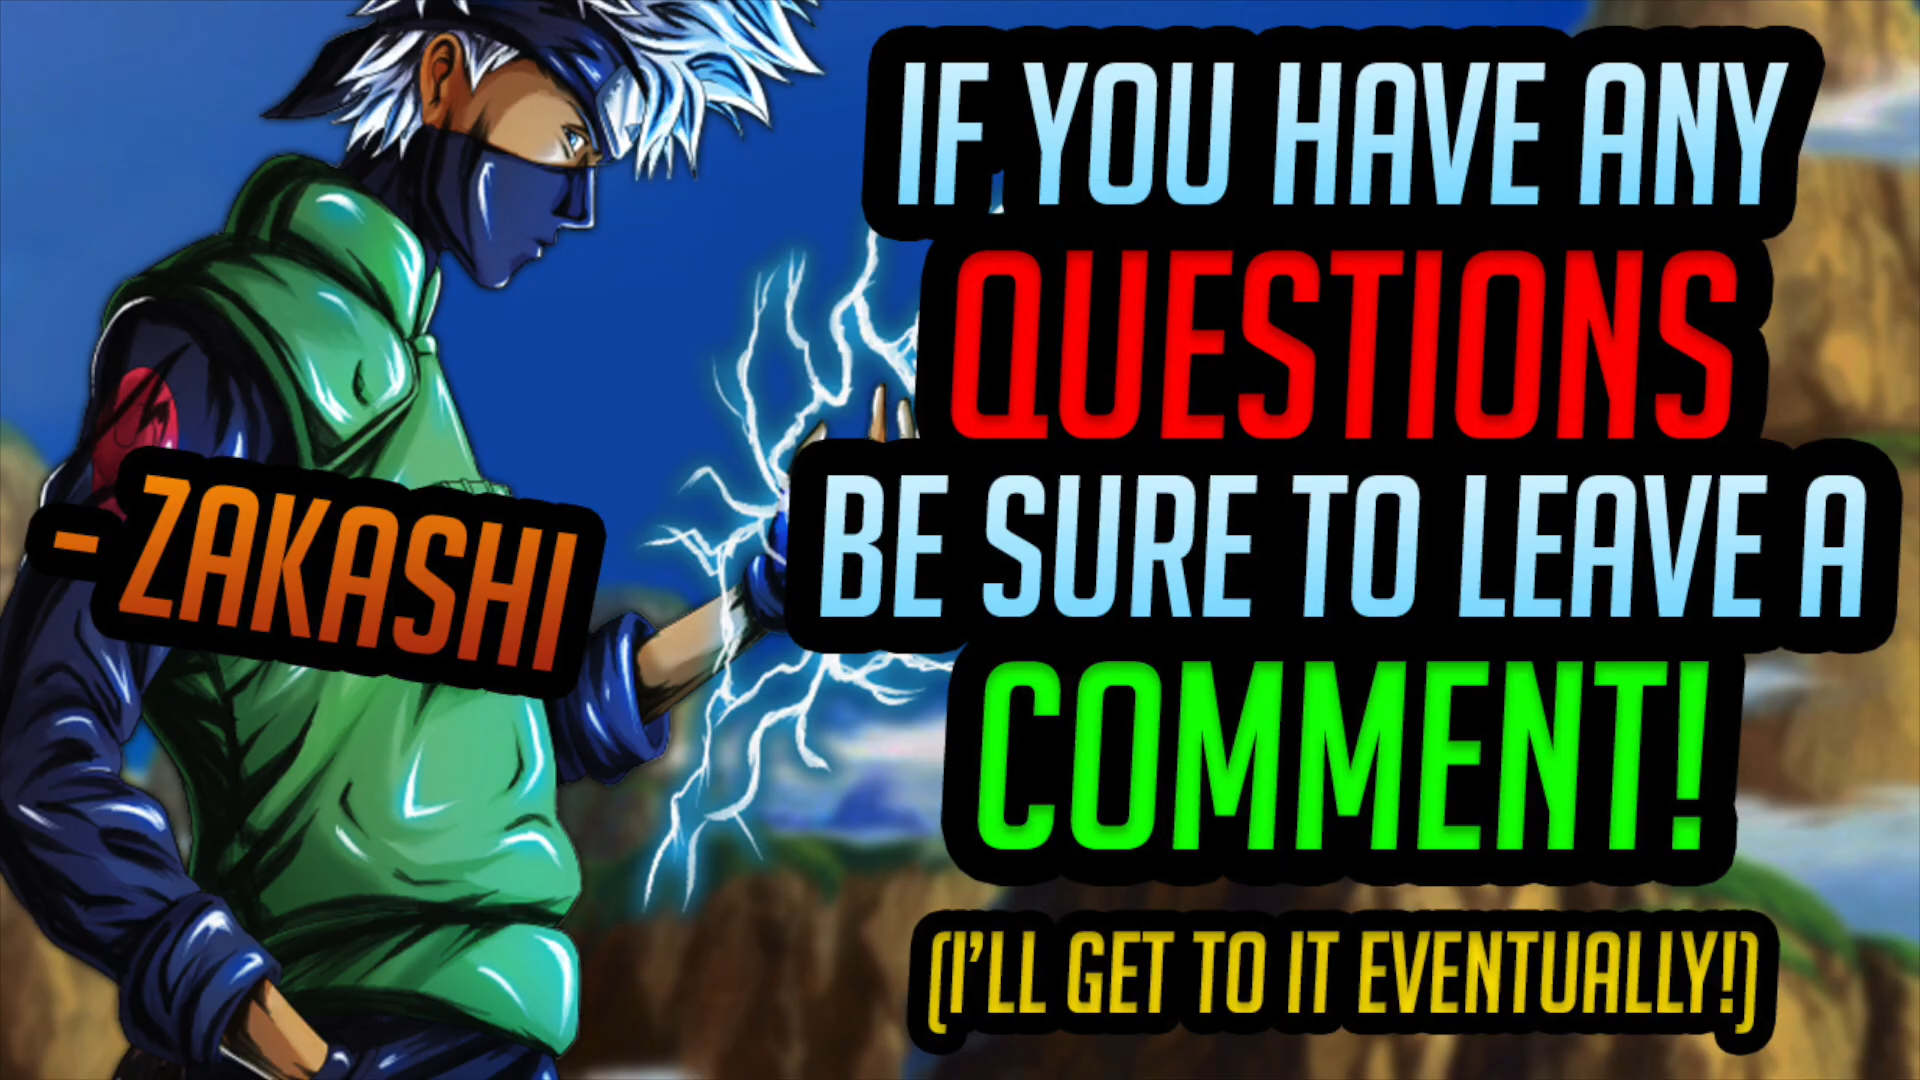 IF YOU HAVE ANY
QUESTIONS
BE SURE TO LEAVE A
COMMENT!
(I'LL GET TO IT EVENTUALLY!)
- ZAKASHI